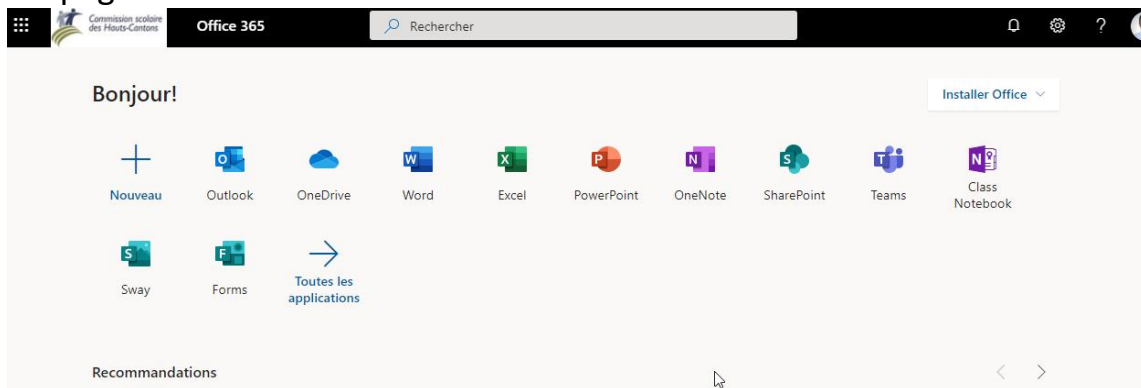 Commission scolaire
des Hauts-Cantons
Office 365
Rechercher
?
Bonjour!
Installer Office
Nouveau
Outlook
OneDrive
Word
Excel
PowerPoint
OneNote
SharePoint
Teams
Class
Notebook
Sway
Forms
Toutes les
applications
Recommandations